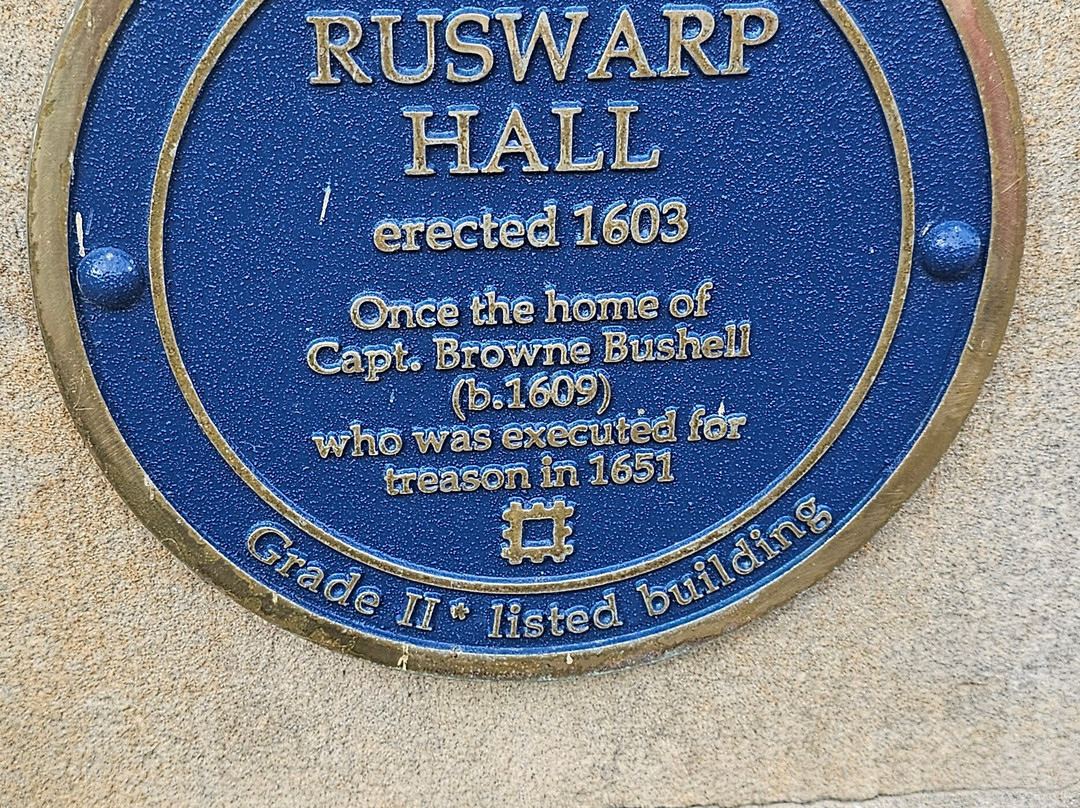 RUSWARP
HALL
erected 1603
Once the home of
Capt. Browne Bushell
(b.1609)
who was executed for
treason in 1651
Grade II* listed building